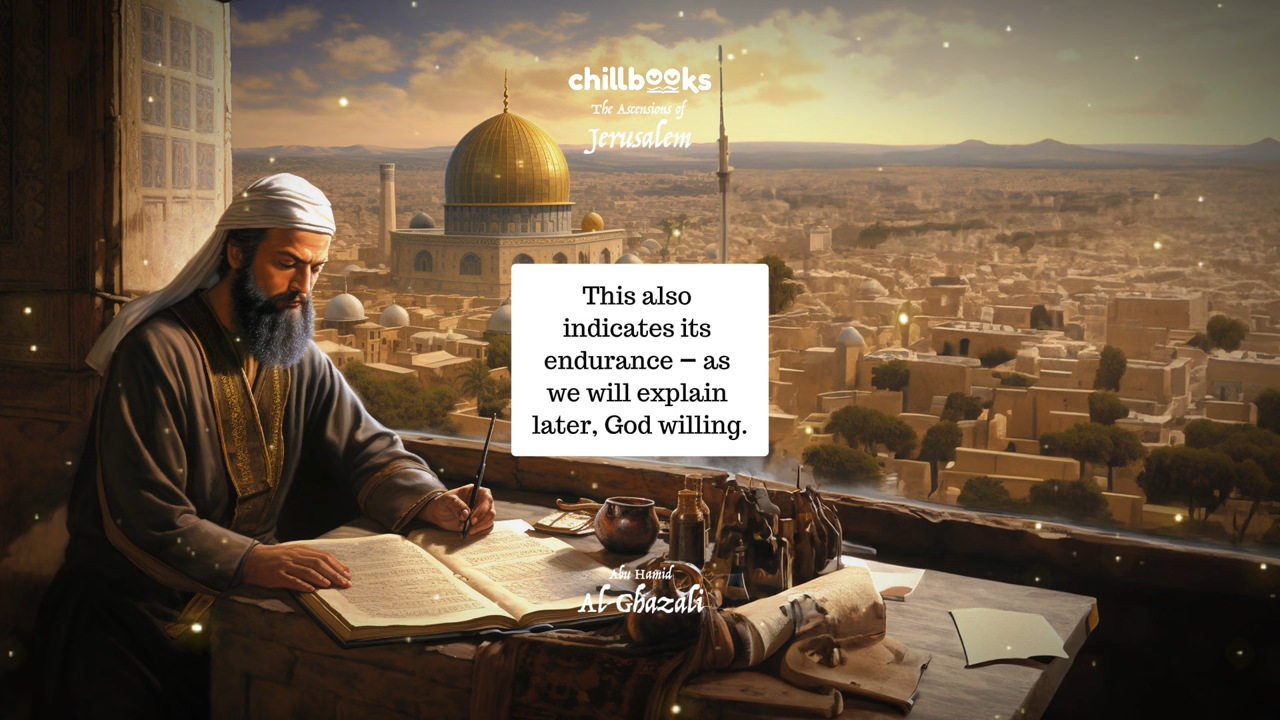 chillbooks
The Ascensions of
Jerusalem
This also
indicates its
endurance – as
we will explain
later, God willing.
Abu Hamid
Al-Ghazali